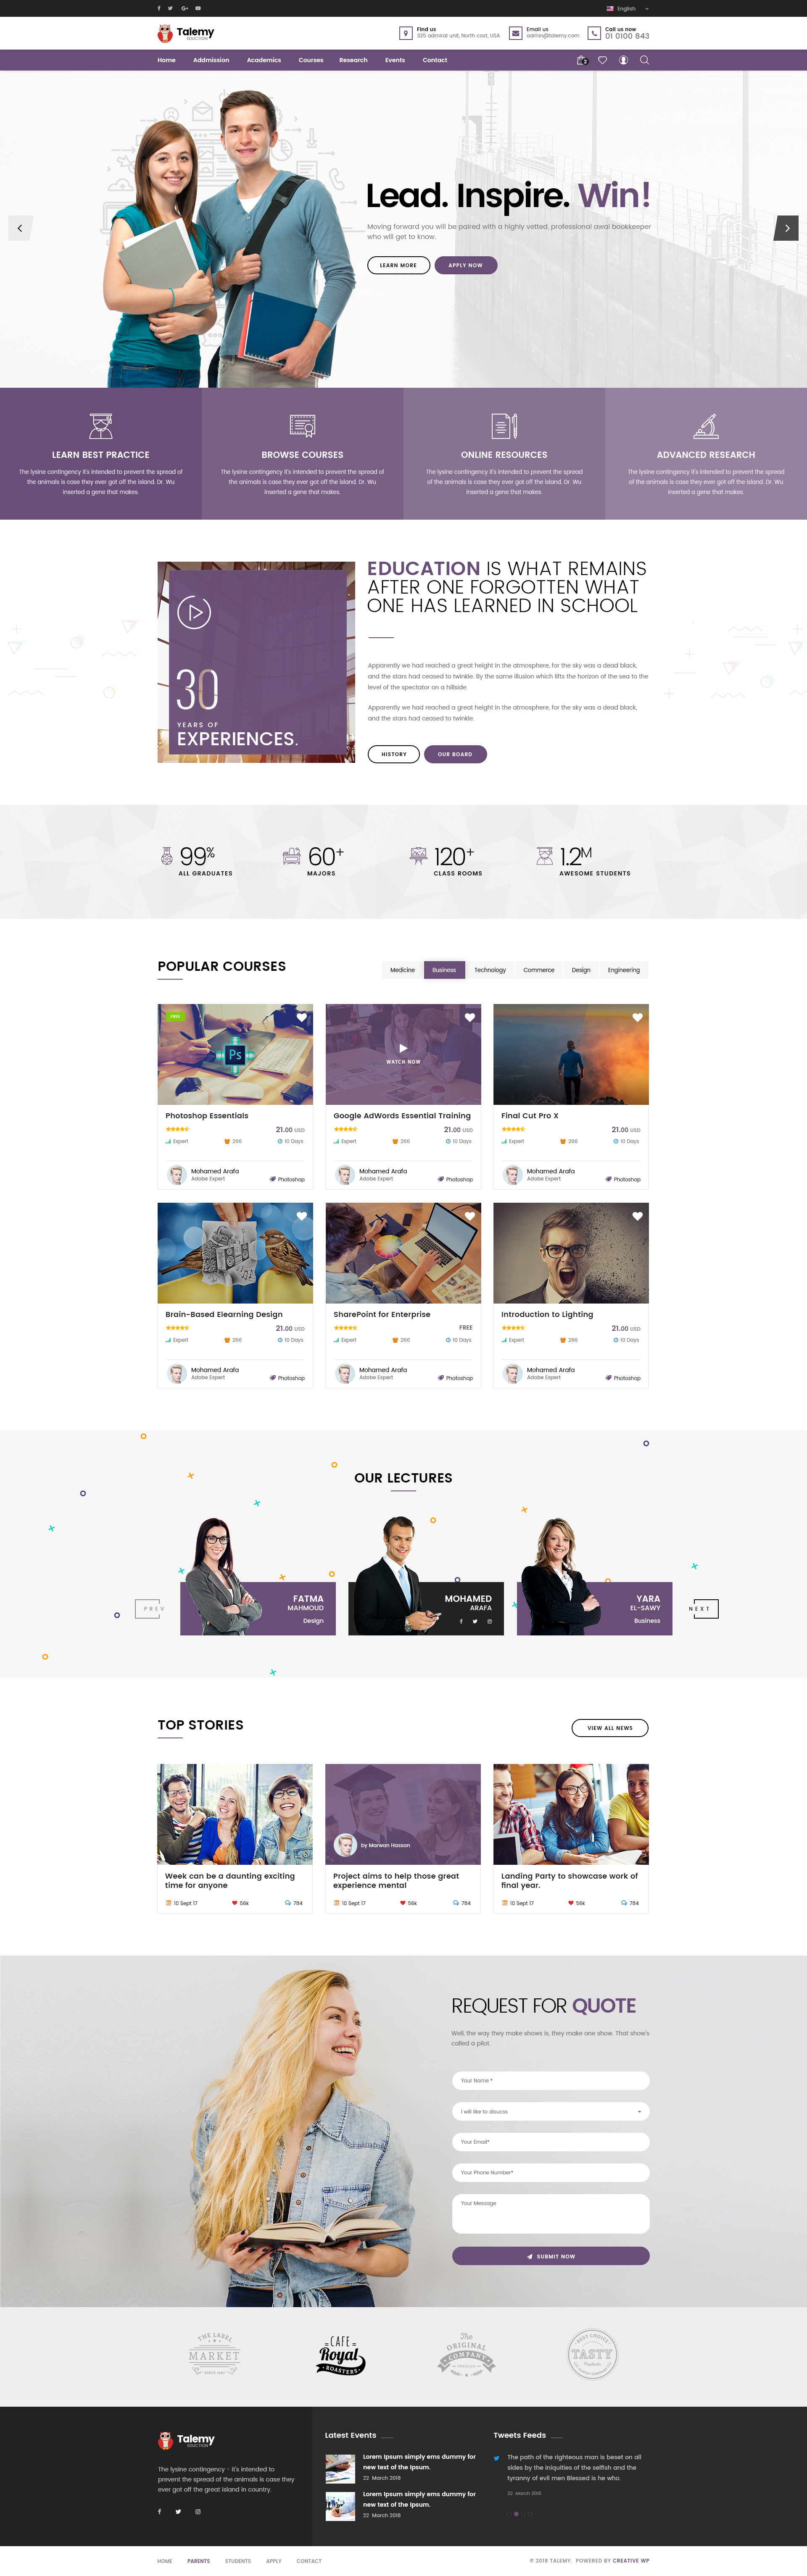 English
Talemy
EDUCTION
Find us
325 admiral unit, North cost, USA
Email us
admin@talemy.com
Call us now
01 0100 843
Home Addmission Academics Courses Research Events Contact
Lead. Inspire. Win!
Moving forward you will be paired with a highly vetted, professional awal bookeeper
who will get to know.
LEARN MORE APPLY NOW
LEARN BEST PRACTICE
The lysine contingency it's intended to prevent the spread of
the animals is case they ever got off the island. Dr. Wu
inserted a gene that makes.
BROWSE COURSES
The lysine contingency it's intended to prevent the spread of
the animals is case they ever got off the island. Dr. Wu
inserted a gene that makes.
ONLINE RESOURCES
The lysine contingency it's intended to prevent the spread
of the animals is case they ever got off the island. Dr. Wu
inserted a gene that makes.
ADVANCED RESEARCH
The lysine contingency it's intended to prevent the spread
of the animals is case they ever got off the island. Dr. Wu
inserted a gene that makes.
30
YEARS OF
EXPERIENCES.
EDUCATION IS WHAT REMAINS
AFTER ONE FORGOTTEN WHAT
ONE HAS LEARNED IN SCHOOL
Apparently we had reached a great height in the atmosphere, for the sky was a dead black,
and the stars had ceased to twinkle. By the same illusion which lifts the horizon of the sea to the
level of the spectator on a hillside.
Apparently we had reached a great height in the atmosphere, for the sky was a dead black,
and the stars had ceased to twinkle
HISTORY OUR BOARD
99%
ALL GRADUATES
60+
MAJORS
120+
CLASS ROOMS
1.2M
AWESOME STUDENTS
POPULAR COURSES
Medicine Business Technology Commerce Design Engineering
FREE
Ps
Photoshop Essentials
21.00 USD
Expert 266 10 Days
Mohamed Arafa
Adobe Expert
Photoshop
WATCH NOW
Google AdWords Essential Training
21.00 USD
Expert 266 10 Days
Mohamed Arafa
Adobe Expert
Photoshop
Final Cut Pro X
21.00 USD
Expert 266 10 Days
Mohamed Arafa
Adobe Expert
Photoshop
Brain-Based Elearning Design
21.00 USD
Expert 266 10 Days
Mohamed Arafa
Adobe Expert
Photoshop
SharePoint for Enterprise
FREE
Expert 266 10 Days
Mohamed Arafa
Adobe Expert
Photoshop
Introduction to Lighting
21.00 USD
Expert 266 10 Days
Mohamed Arafa
Adobe Expert
Photoshop
OUR LECTURES
PREV
FATMA
MAHMOUD
Design
MOHAMED
ARAFA
YARA
EL-SAWY
Business
NEXT
TOP STORIES
VIEW ALL NEWS
Week can be a daunting exciting
time for anyone
10 Sept 17 56k 784
by Marwan Hassan
Project aims to help those great
experience mental
10 Sept 17 56k 784
Landing Party to showcase work of
final year.
10 Sept 17 56k 784
REQUEST FOR QUOTE
Well, the way they make shows is, they make one show. That show's
called a pilot.
Your Name *
I will like to disucss
Your Email*
Your Phone Number*
Your Message
SUBMIT NOW
THE LABEL
MARKET
CAFE
Royal
ROASTERS
The
ORIGINAL
COMPANY
BEST CHOICE
TASTY
Products
Talemy
EDUCTION
The lysine contingency - it's intended to
prevent the spread of the animals is case they
ever got off the great island in country.
Latest Events
Lorem Ipsum simply ems dummy for
new text of the Ipsum.
22 March 2018
Lorem Ipsum simply ems dummy for
new text of the Ipsum.
22 March 2018
Tweets Feeds
The path of the righteous man is beset on all
sides by the iniquities of the selfish and the
tyranny of evil men Blessed is he who.
22 March 2015
HOME PARENTS STUDENTS APPLY CONTACT
© 2018 TALEMY. POWERED BY CREATIVE WP